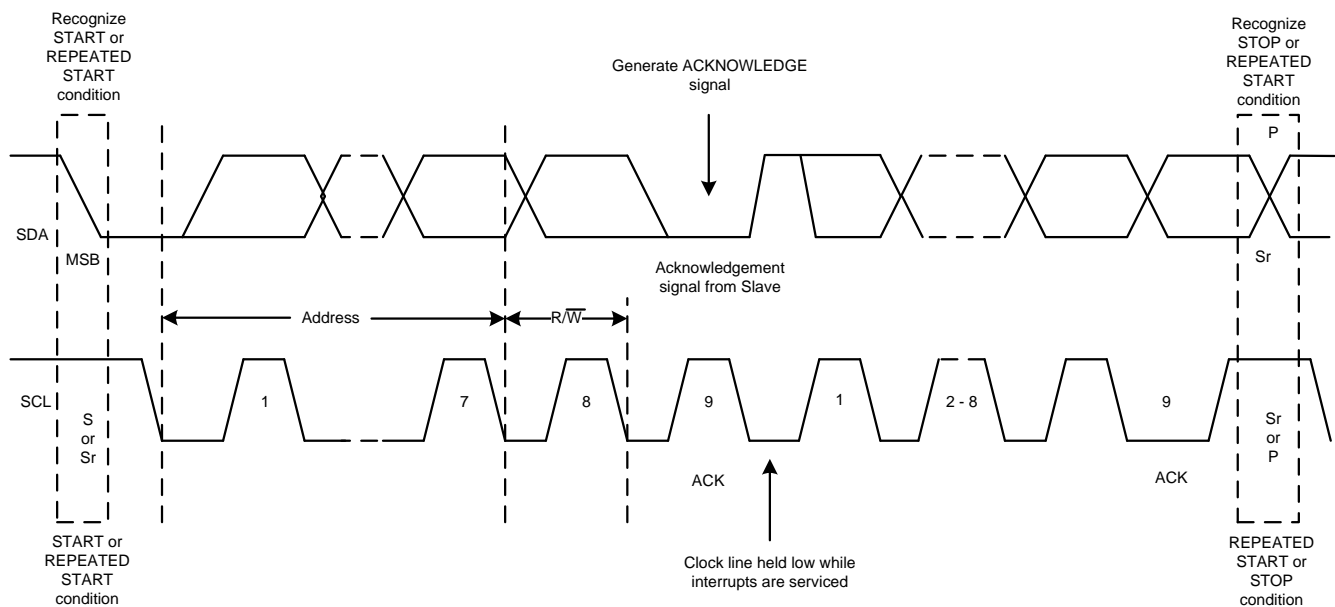 Recognize
START or
REPEATED
START
condition
Recognize
STOP or
REPEATED
START
condition
Generate ACKNOWLEDGE
signal
P
SDA
MSB
Acknowledgement
signal from Slave
Sr
Address
R/W̅
SCL
S
or
Sr
1
7
8
9
1
2 - 8
9
Sr
or
P
ACK
ACK
START or
REPEATED
START
condition
Clock line held low while
interrupts are serviced
REPEATED
START or
STOP
condition